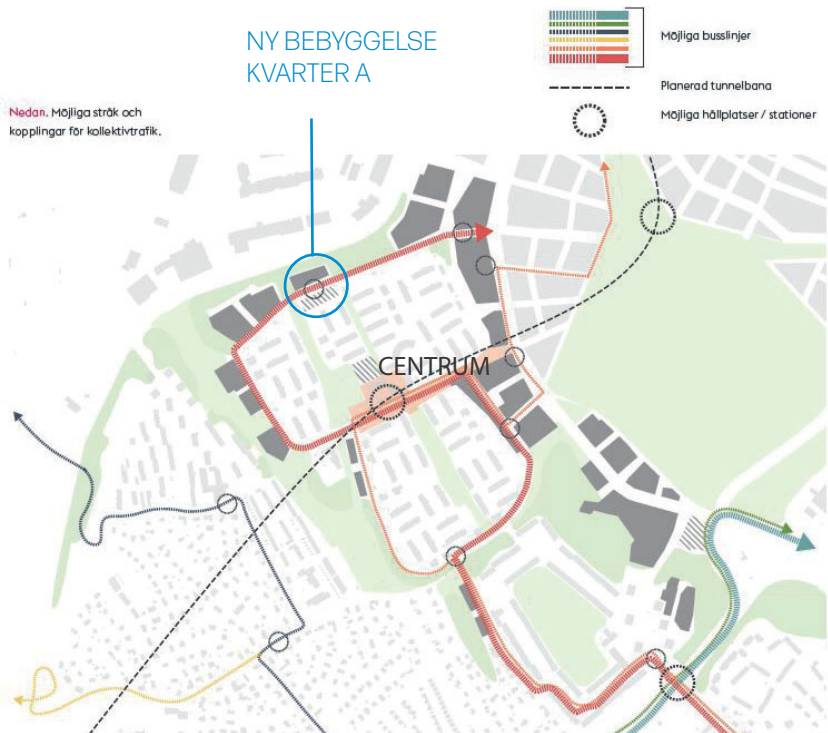 NY BEBYGGELSE
KVARTER A
Möjliga busslinjer
Planerad tunnelbana
Möjliga hållplatser / stationer
Nedan. Möjliga stråk och
kopplingar för kollektivtrafik.
CENTRUM